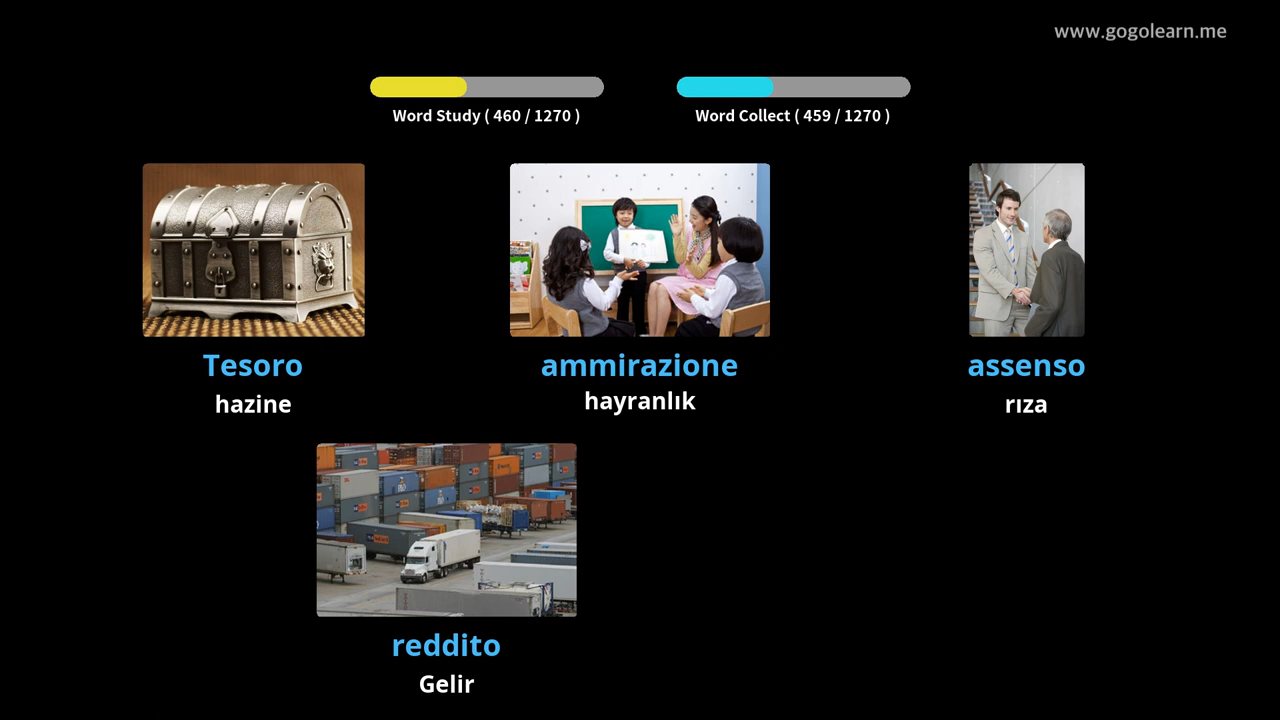 www.gogolearn.me
Word Study ( 460 / 1270 )
Word Collect ( 459 / 1270 )
Tesoro
hazine
ammirazione
hayranlık
assenso
rıza
reddito
Gelir